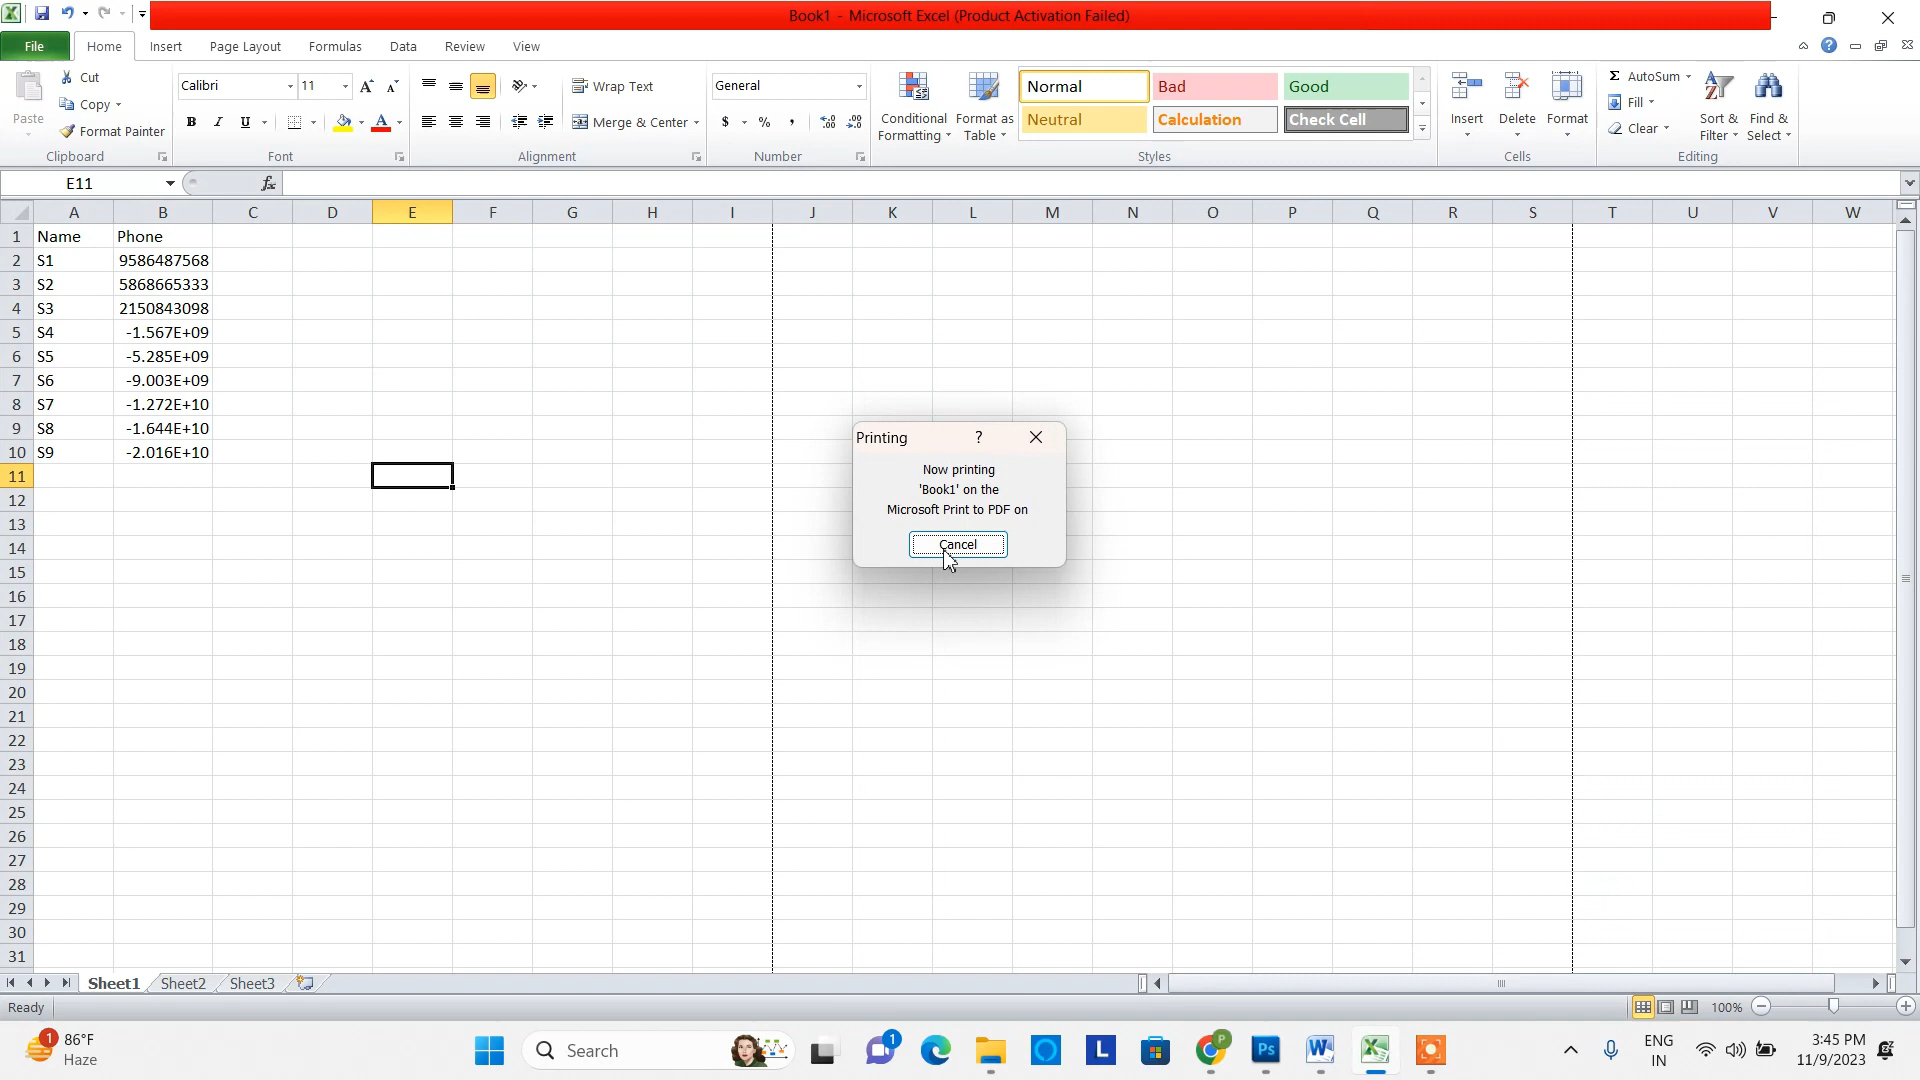 Book1 - Microsoft Excel (Product Activation Failed)
File Home Insert Page Layout Formulas Data Review View
Paste
Cut
Copy
Format Painter
Clipboard
Calibri 11
B I U
Font
Wrap Text
Merge & Center
Alignment
General
$ % ,
Number
Conditional Formatting
Format as Table
Normal Bad Good
Neutral Calculation Check Cell
Styles
Insert Delete Format
Cells
Σ AutoSum
Fill
Clear
Sort & Filter
Find & Select
Editing
E11 fx
A B C D E F G H I J K L M N O P Q R S T U V W
1 Name Phone
2 S1 9586487568
3 S2 5868665333
4 S3 2150843098
5 S4 -1.567E+09
6 S5 -5.285E+09
7 S6 -9.003E+09
8 S7 -1.272E+10
9 S8 -1.644E+10
10 S9 -2.016E+10
11
12
13
14
15
16
17
18
19
20
21
22
23
24
25
26
27
28
29
30
31
Printing ?
Now printing
'Book1' on the
Microsoft Print to PDF on
Cancel
Sheet1 Sheet2 Sheet3
Ready 100%
1 86°F
Haze
Search
1
L
P
Ps
W
ENG
IN
3:45 PM
11/9/2023